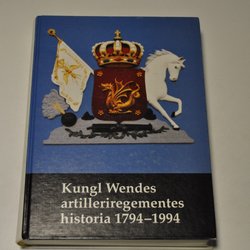 Kungl Wendes
artilleriregementes
historia 1794–1994